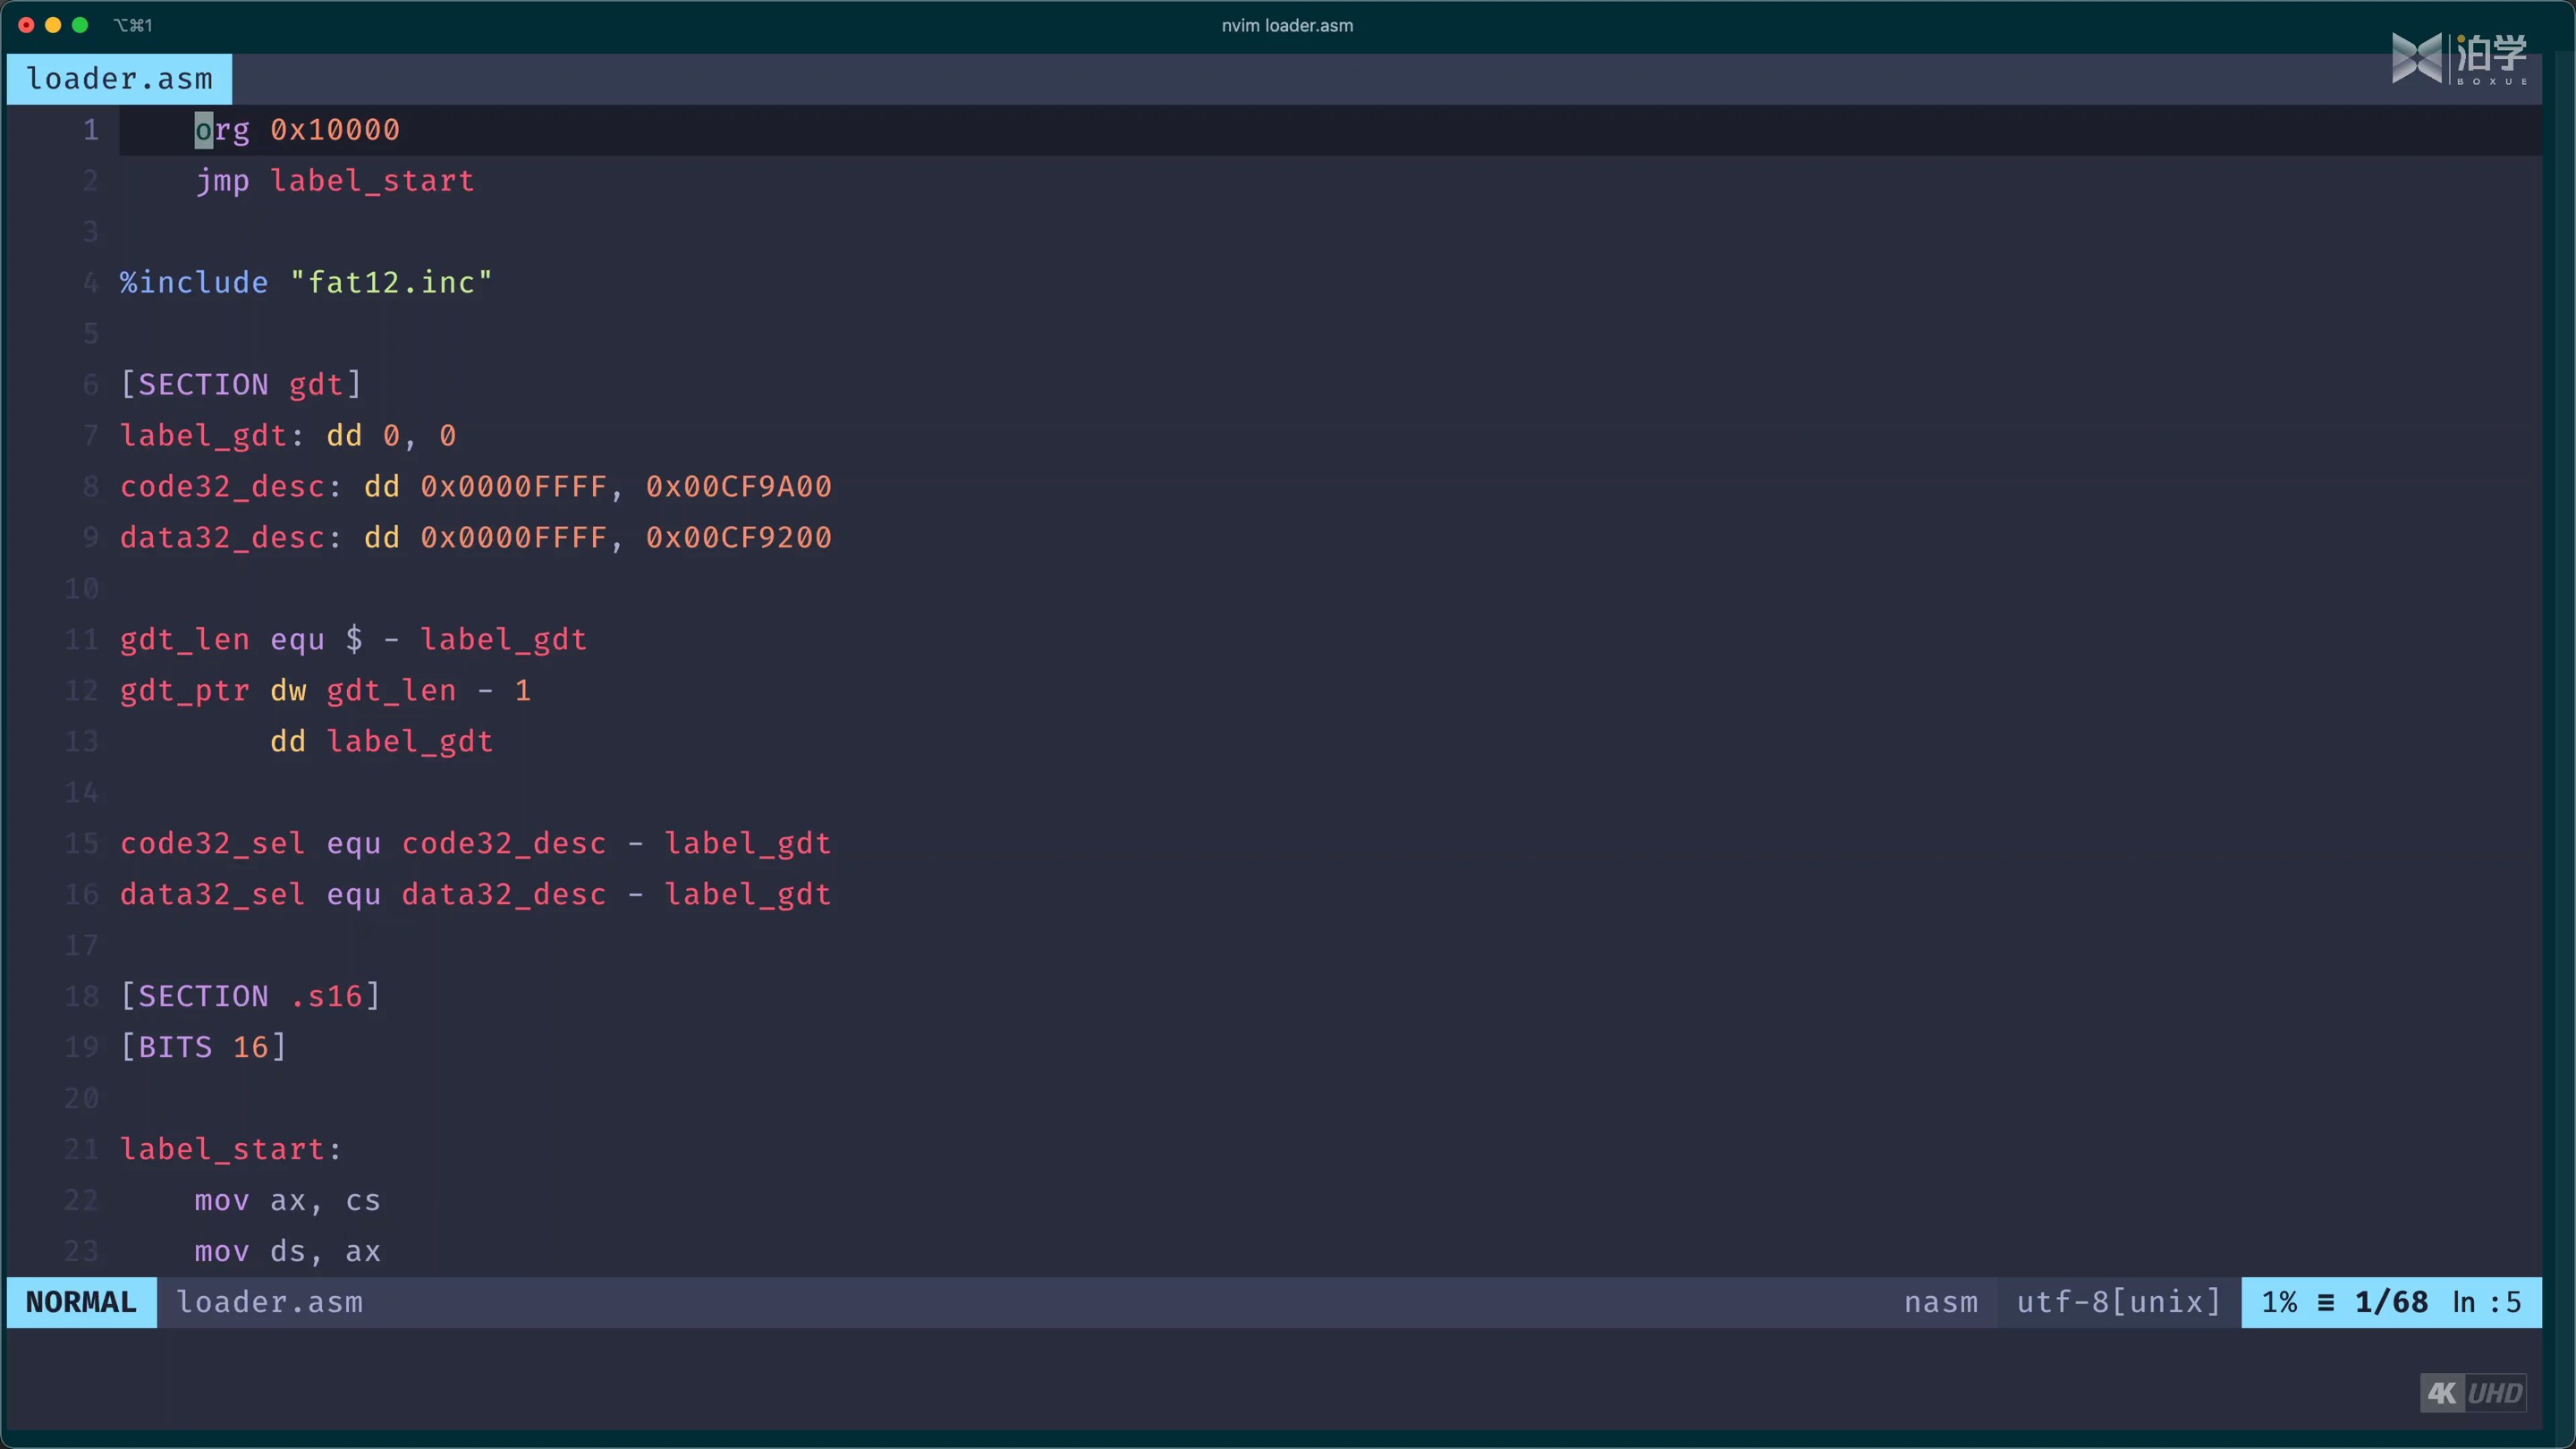 ⌥⌘1
nvim loader.asm
泊学
BOXUE
loader.asm
1 org 0x10000
2 jmp label_start
3
4 %include "fat12.inc"
5
6 [SECTION gdt]
7 label_gdt: dd 0, 0
8 code32_desc: dd 0x0000FFFF, 0x00CF9A00
9 data32_desc: dd 0x0000FFFF, 0x00CF9200
10
11 gdt_len equ $ - label_gdt
12 gdt_ptr dw gdt_len - 1
13 dd label_gdt
14
15 code32_sel equ code32_desc - label_gdt
16 data32_sel equ data32_desc - label_gdt
17
18 [SECTION .s16]
19 [BITS 16]
20
21 label_start:
22 mov ax, cs
23 mov ds, ax
NORMAL loader.asm nasm utf-8[unix] 1% ≡ 1/68 ln :5
4K UHD